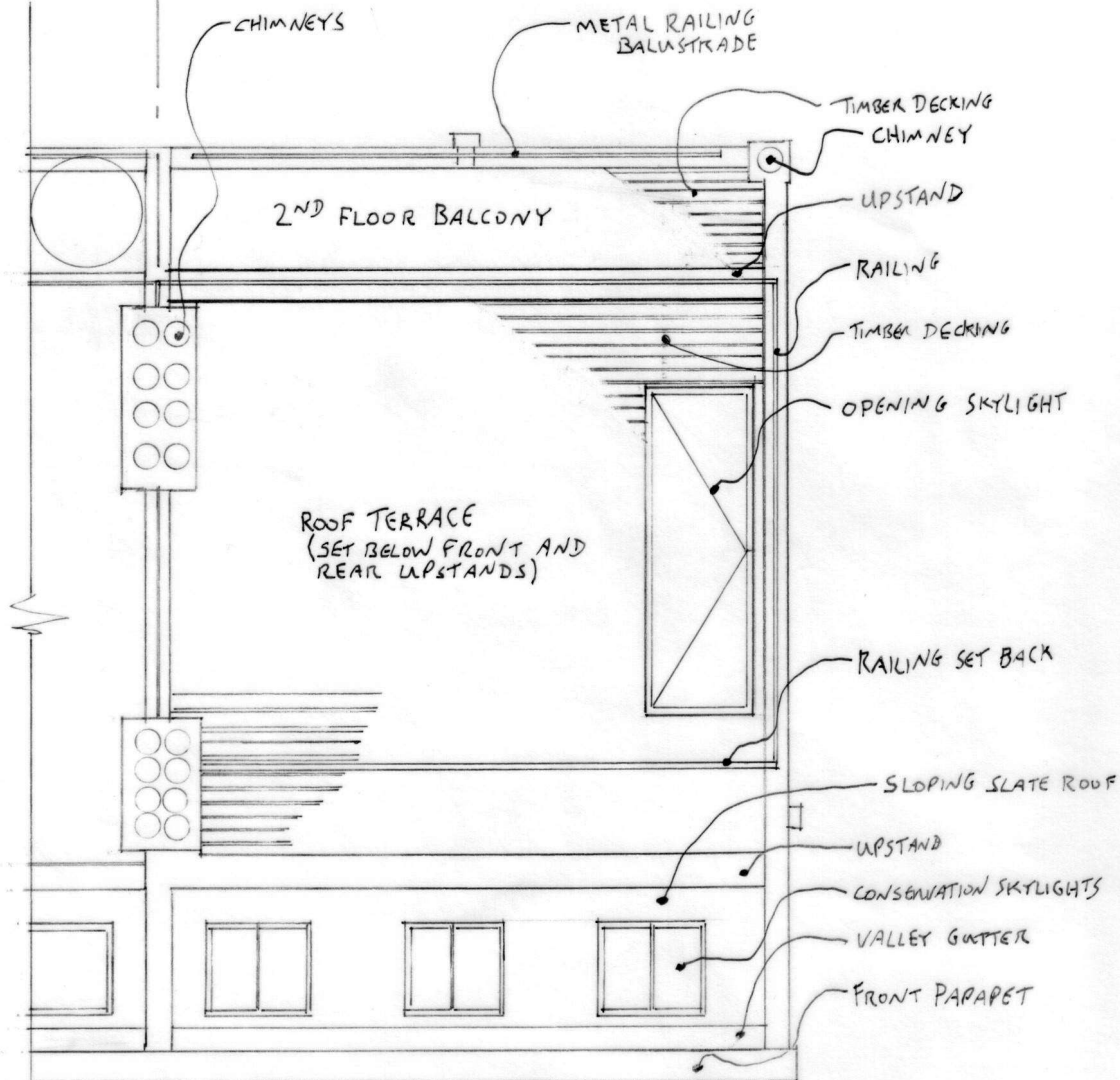 CHIMNEYS
METAL RAILING
BALUSTRADE
TIMBER DECKING
CHIMNEY
2ND FLOOR BALCONY
UPSTAND
RAILING
TIMBER DECKING
OPENING SKYLIGHT
ROOF TERRACE
(SET BELOW FRONT AND
REAR UPSTANDS)
RAILING SET BACK
SLOPING SLATE ROOF
UPSTAND
CONSERVATION SKYLIGHTS
VALLEY GUTTER
FRONT PAPAPET